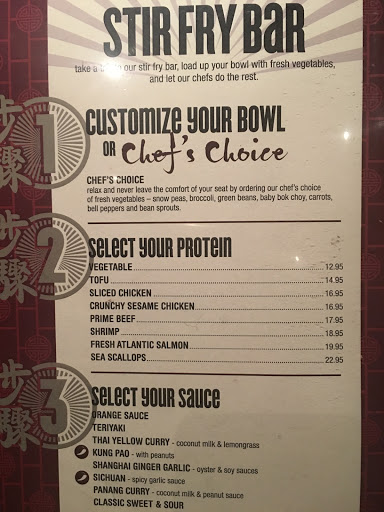 STIR FRY BAR
take a our stir fry bar, load up your bowl with fresh vegetables,
and let our chefs do the rest.
步驟 1
CUSTOMIZE YOUR BOWL
OR Chef's Choice
CHEF'S CHOICE
relax and never leave the comfort of your seat by ordering our chef's choice
of fresh vegetables – snow peas, broccoli, green beans, baby bok choy, carrots,
bell peppers and bean sprouts.
步驟 2
SELECT YOUR PROTEIN
VEGETABLE 12.95
TOFU 14.95
SLICED CHICKEN 16.95
CRUNCHY SESAME CHICKEN 16.95
PRIME BEEF 17.95
SHRIMP 18.95
FRESH ATLANTIC SALMON 19.95
SEA SCALLOPS 22.95
步驟 3
SELECT YOUR SAUCE
ORANGE SAUCE
TERIYAKI
THAI YELLOW CURRY - coconut milk & lemongrass
KUNG PAO - with peanuts
SHANGHAI GINGER GARLIC - oyster & soy sauces
SICHUAN - spicy garlic sauce
PANANG CURRY - coconut milk & peanut sauce
CLASSIC SWEET & SOUR